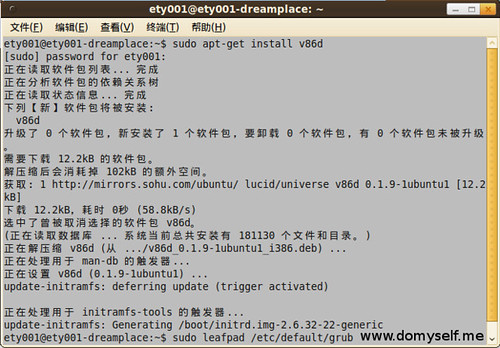 ety001@ety001-dreamplace: ~
文件(F) 编辑(E) 查看(V) 终端(T) 帮助(H)
ety001@ety001-dreamplace:~$ sudo apt-get install v86d
[sudo] password for ety001:
正在读取软件包列表... 完成
正在分析软件包的依赖关系树
正在读取状态信息... 完成
下列【新】软件包将被安装:
v86d
升级了 0 个软件包，新安装了 1 个软件包，要卸载 0 个软件包，有 0 个软件包未被升级
。
需要下载 12.2kB 的软件包。
解压缩后会消耗掉 102kB 的额外空间。
获取: 1 http://mirrors.sohu.com/ubuntu/ lucid/universe v86d 0.1.9-1ubuntu1 [12.2
kB]
下载 12.2kB，耗时 0秒 (58.8kB/s)
选中了曾被取消选择的软件包 v86d。
(正在读取数据库 ... 系统当前总共安装有 181130 个文件和目录。)
正在解压缩 v86d (从 .../v86d_0.1.9-1ubuntu1_i386.deb) ...
正在处理用于 man-db 的触发器...
正在设置 v86d (0.1.9-1ubuntu1) ...
update-initramfs: deferring update (trigger activated)
正在处理用于 initramfs-tools 的触发器...
update-initramfs: Generating /boot/initrd.img-2.6.32-22-generic
ety001@ety001-dreamplace:~$ sudo leafpad /etc/default/grub
www.domyself.me